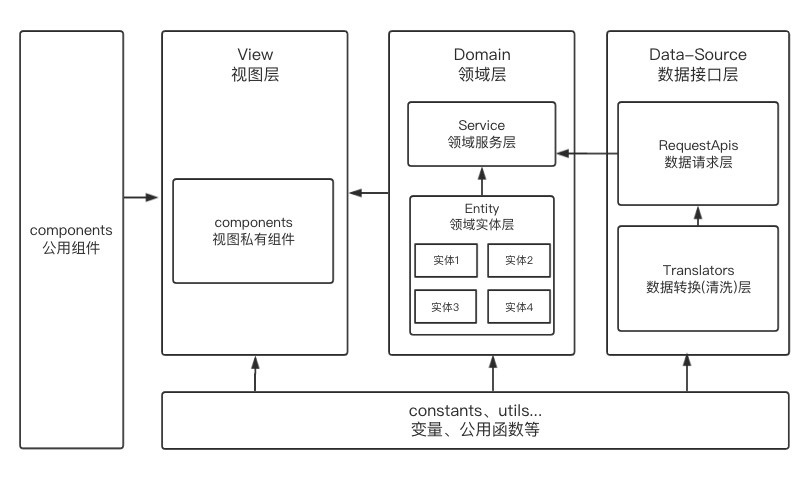 components
公用组件
View
视图层
components
视图私有组件
Domain
领域层
Service
领域服务层
Entity
领域实体层
实体1
实体2
实体3
实体4
Data-Source
数据接口层
RequestApis
数据请求层
Translators
数据转换(清洗)层
constants、utils...
变量、公用函数等